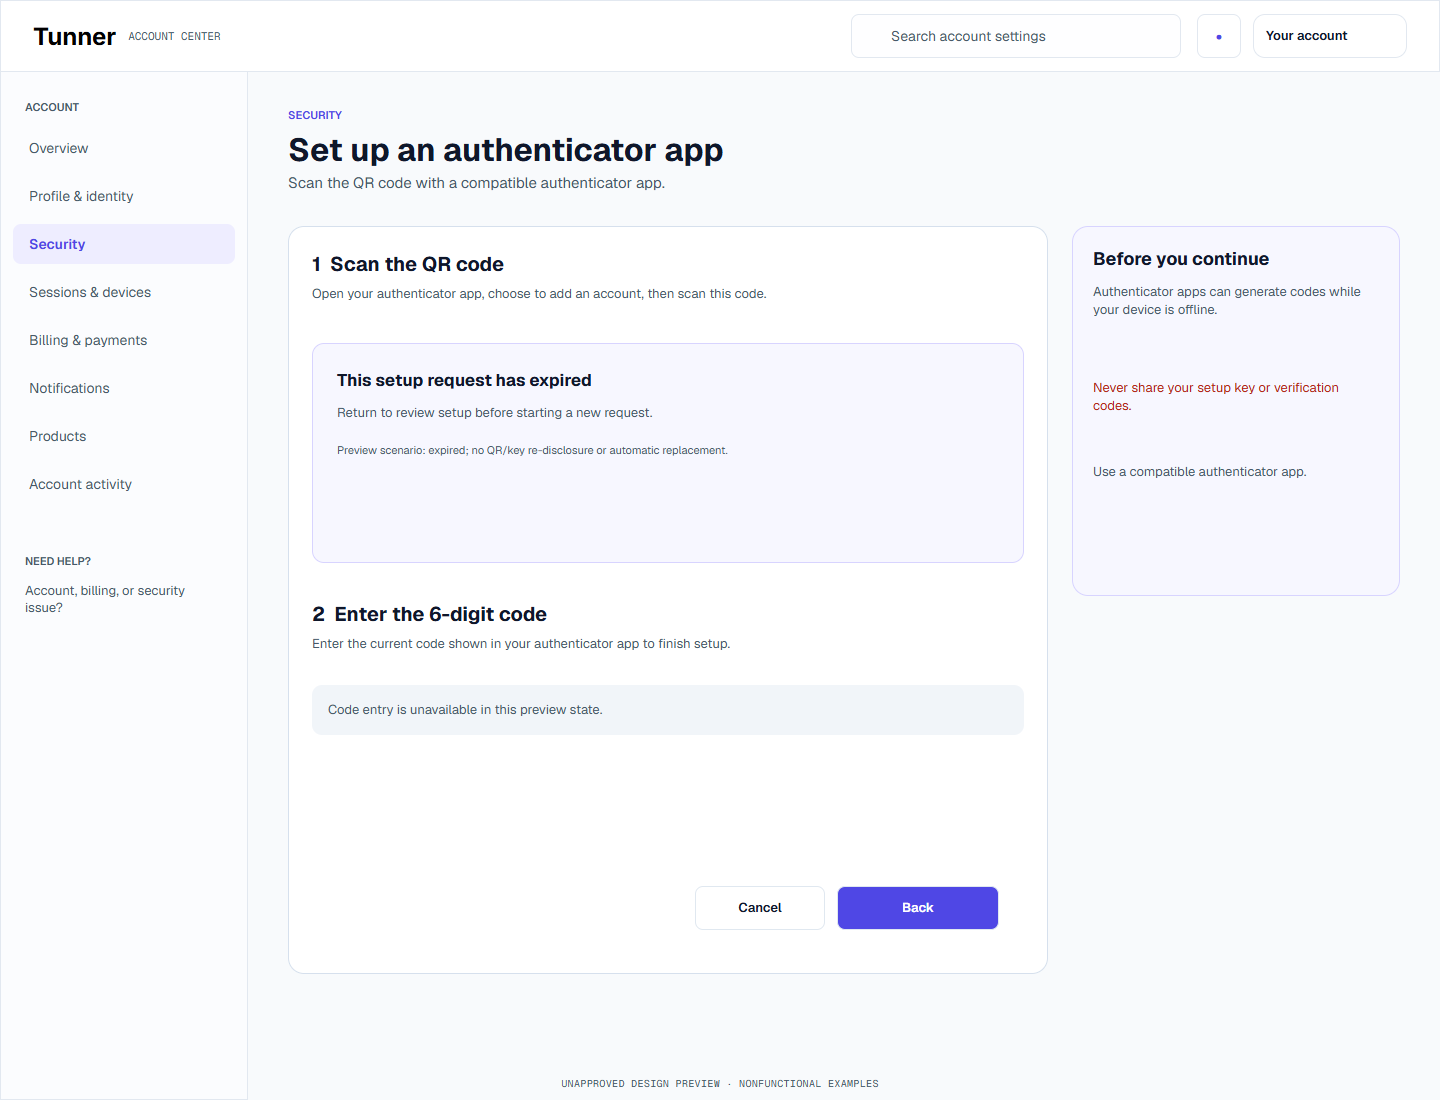 Tunner ACCOUNT CENTER
Search account settings
Your account
ACCOUNT
Overview
Profile & identity
Security
Sessions & devices
Billing & payments
Notifications
Products
Account activity
NEED HELP?
Account, billing, or security
issue?
SECURITY
Set up an authenticator app
Scan the QR code with a compatible authenticator app.
1 Scan the QR code
Open your authenticator app, choose to add an account, then scan this code.
This setup request has expired
Return to review setup before starting a new request.
Preview scenario: expired; no QR/key re-disclosure or automatic replacement.
2 Enter the 6-digit code
Enter the current code shown in your authenticator app to finish setup.
Code entry is unavailable in this preview state.
Cancel
Back
Before you continue
Authenticator apps can generate codes while
your device is offline.
Never share your setup key or verification
codes.
Use a compatible authenticator app.
UNAPPROVED DESIGN PREVIEW · NONFUNCTIONAL EXAMPLES